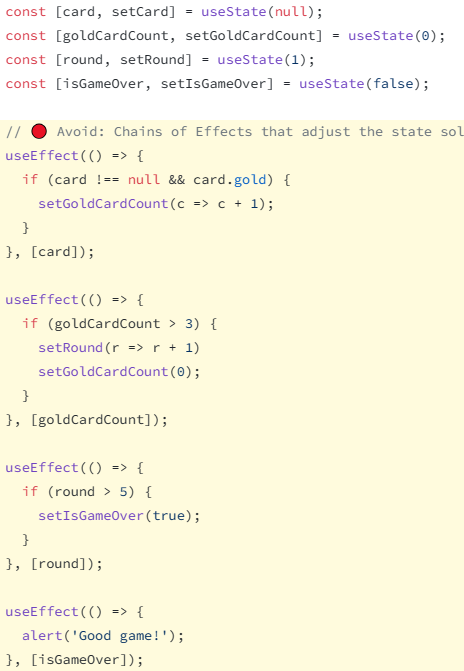 const [card, setCard] = useState(null);
const [goldCardCount, setGoldCardCount] = useState(0);
const [round, setRound] = useState(1);
const [isGameOver, setIsGameOver] = useState(false);
// 🔴 Avoid: Chains of Effects that adjust the state sol
useEffect(() => {
  if (card !== null && card.gold) {
    setGoldCardCount(c => c + 1);
  }
}, [card]);
useEffect(() => {
  if (goldCardCount > 3) {
    setRound(r => r + 1)
    setGoldCardCount(0);
  }
}, [goldCardCount]);
useEffect(() => {
  if (round > 5) {
    setIsGameOver(true);
  }
}, [round]);
useEffect(() => {
  alert('Good game!');
}, [isGameOver]);